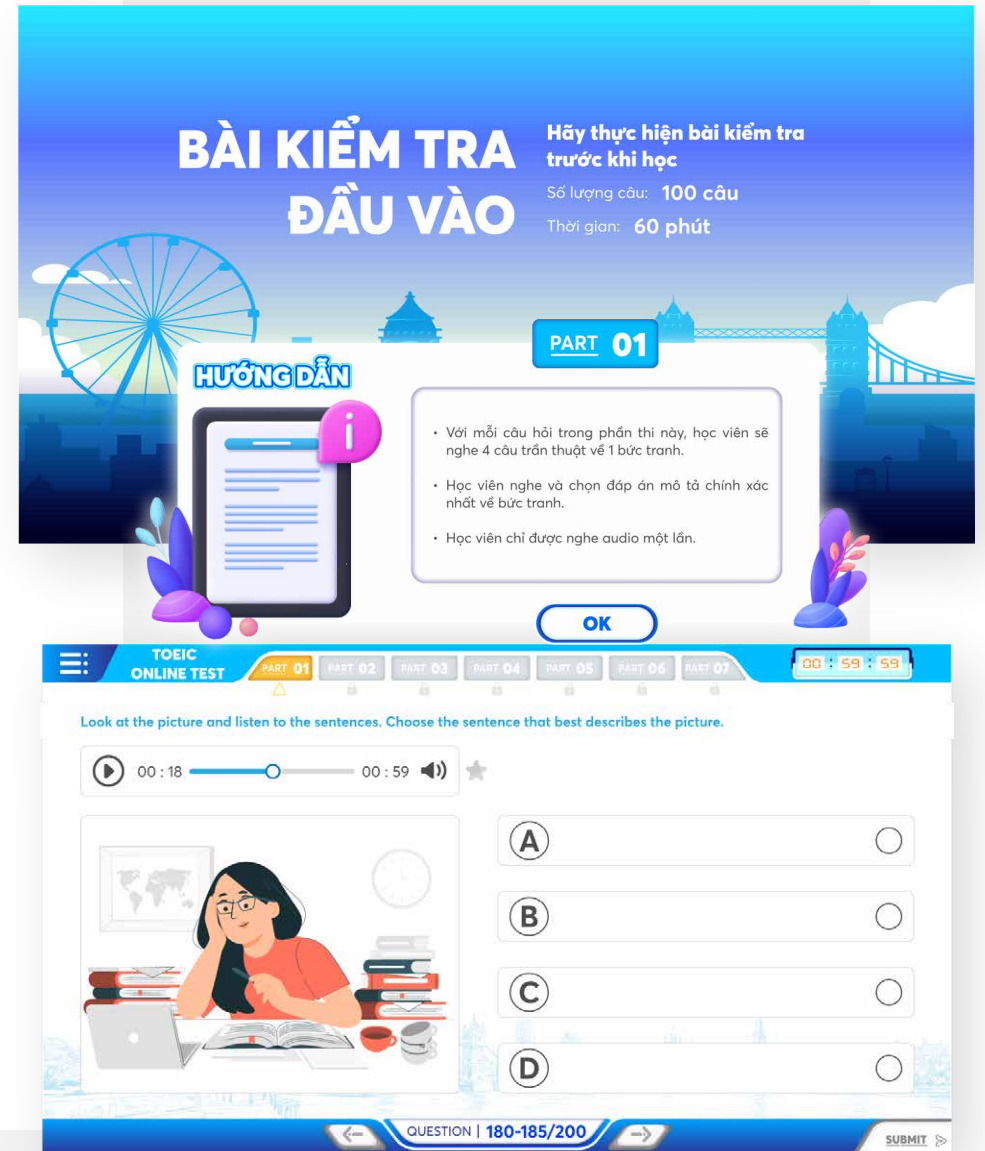 BÀI KIỂM TRA
ĐẦU VÀO
Hãy thực hiện bài kiểm tra
trước khi học
Số lượng câu: 100 câu
Thời gian: 60 phút
PART 01
HƯỚNG DẪN
i
• Với mỗi câu hỏi trong phần thi này, học viên sẽ
nghe 4 câu trần thuật về 1 bức tranh.
• Học viên nghe và chọn đáp án mô tả chính xác
nhất về bức tranh.
• Học viên chỉ được nghe audio một lần.
OK
TOEIC
ONLINE TEST
PART 01 PART 02 PART 03 PART 04 PART 05 PART 06 PART 07
00 : 59 : 59
Look at the picture and listen to the sentences. Choose the sentence that best describes the picture.
00 : 18 00 : 59
A
B
C
D
QUESTION | 180-185/200
SUBMIT